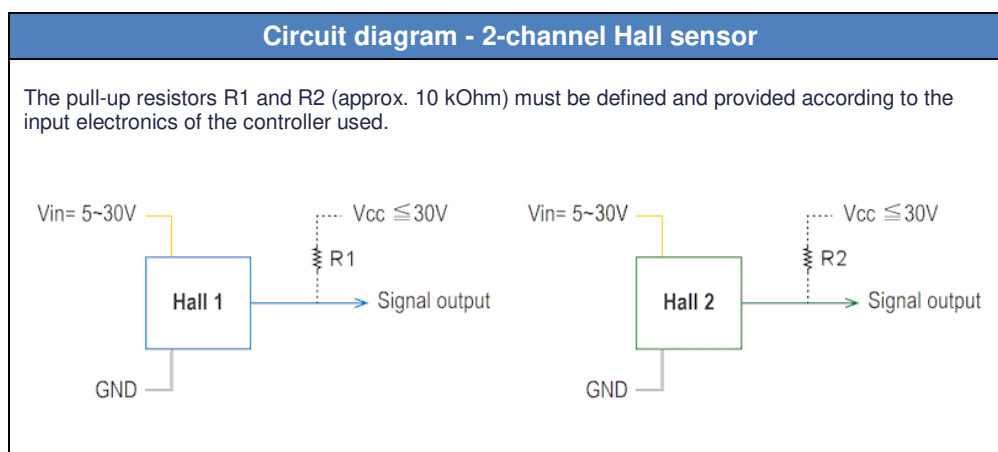 Circuit diagram - 2-channel Hall sensor
The pull-up resistors R1 and R2 (approx. 10 kOhm) must be defined and provided according to the
input electronics of the controller used.
Vin= 5~30V
Vcc ≦30V
R1
Hall 1
Signal output
GND
Vin= 5~30V
Vcc ≦30V
R2
Hall 2
Signal output
GND